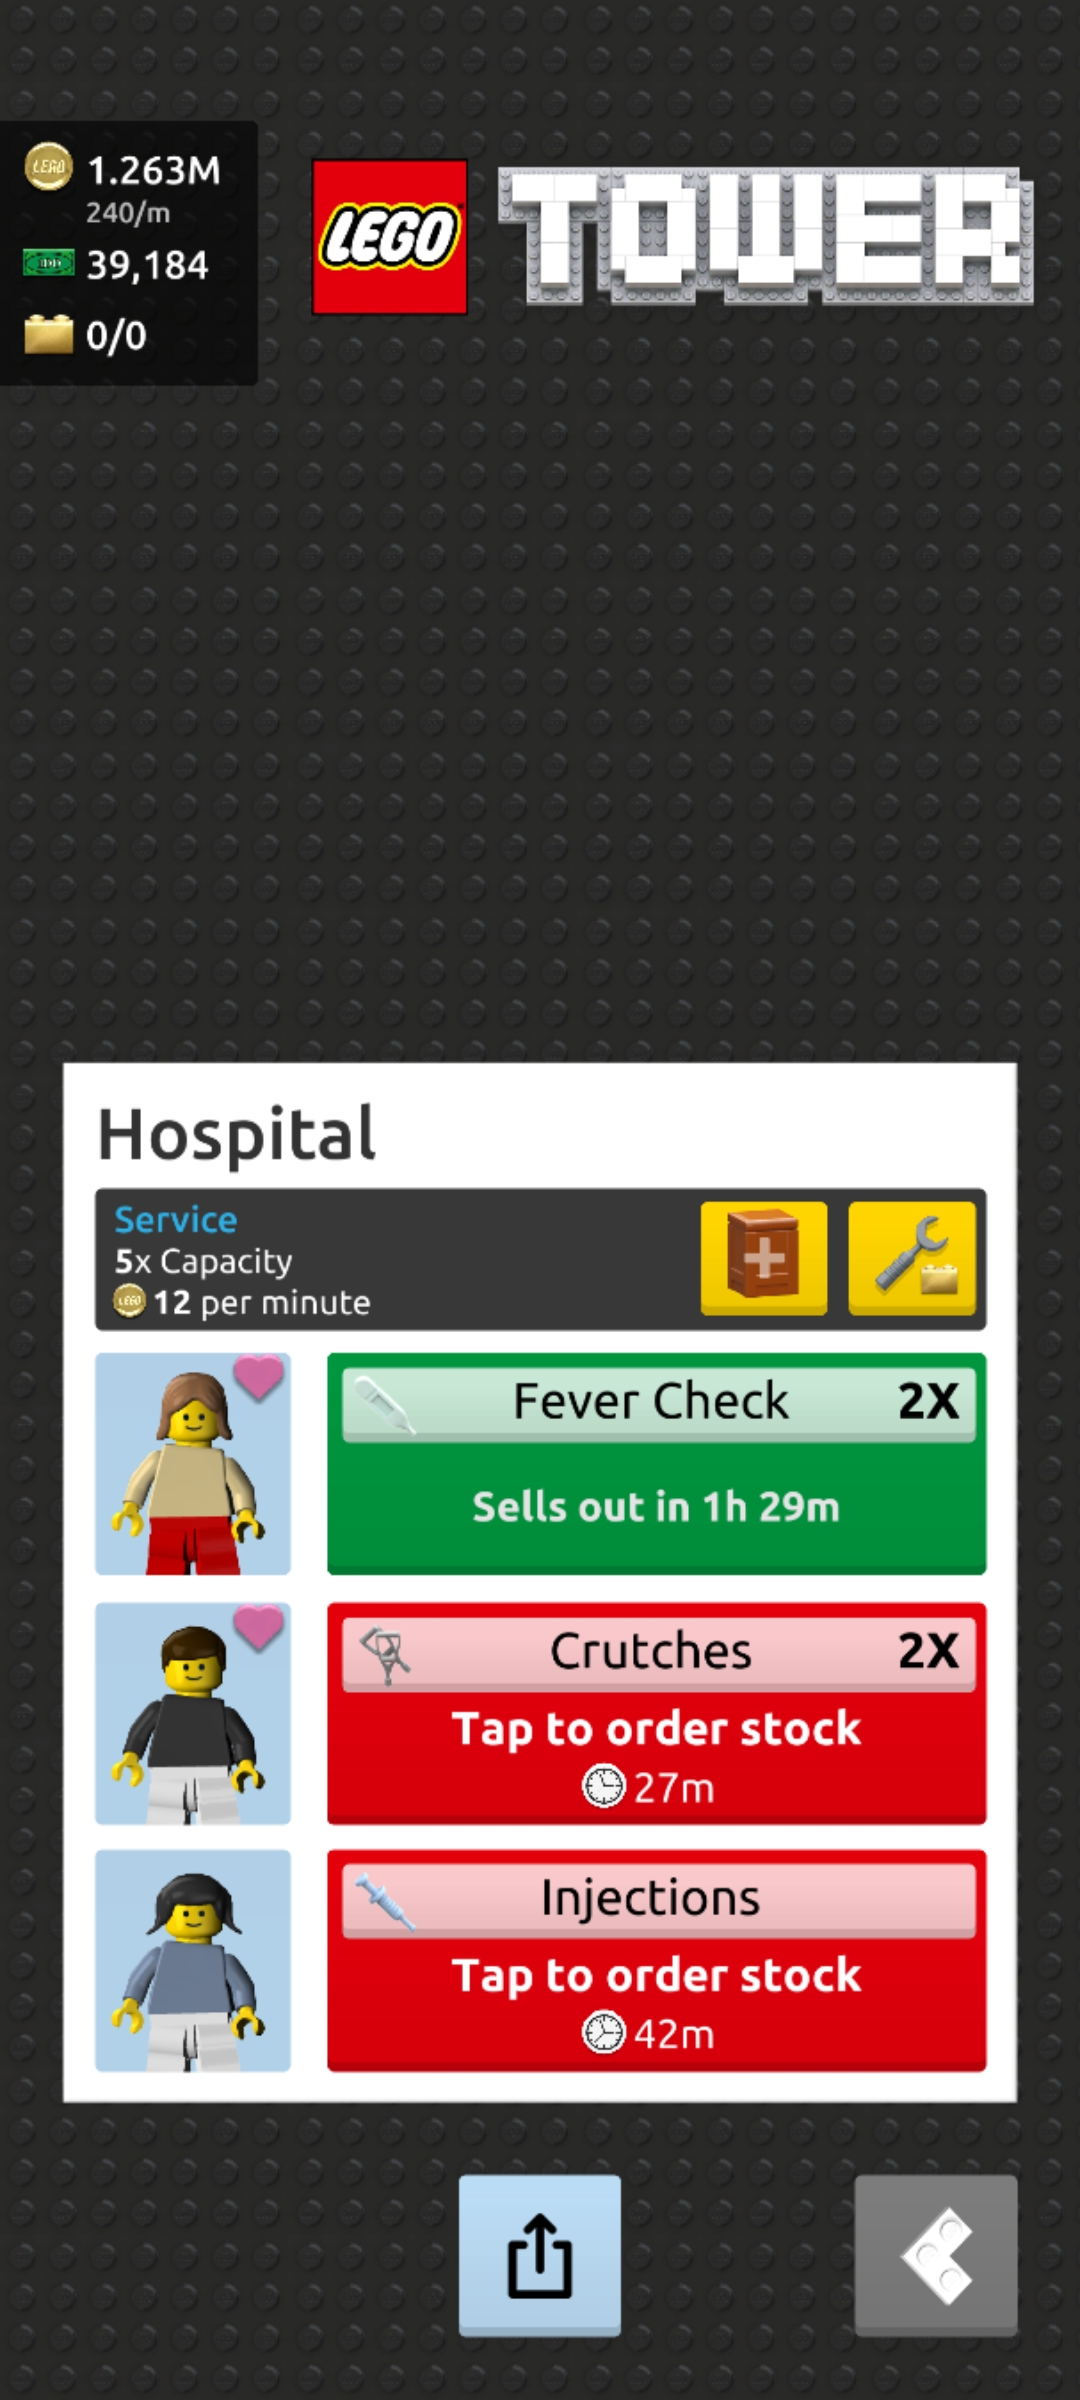 1.263M
240/m
39,184
0/0
LEGO TOWER
Hospital
Service
5x Capacity
12 per minute
Fever Check 2X
Sells out in 1h 29m
Crutches 2X
Tap to order stock
27m
Injections
Tap to order stock
42m